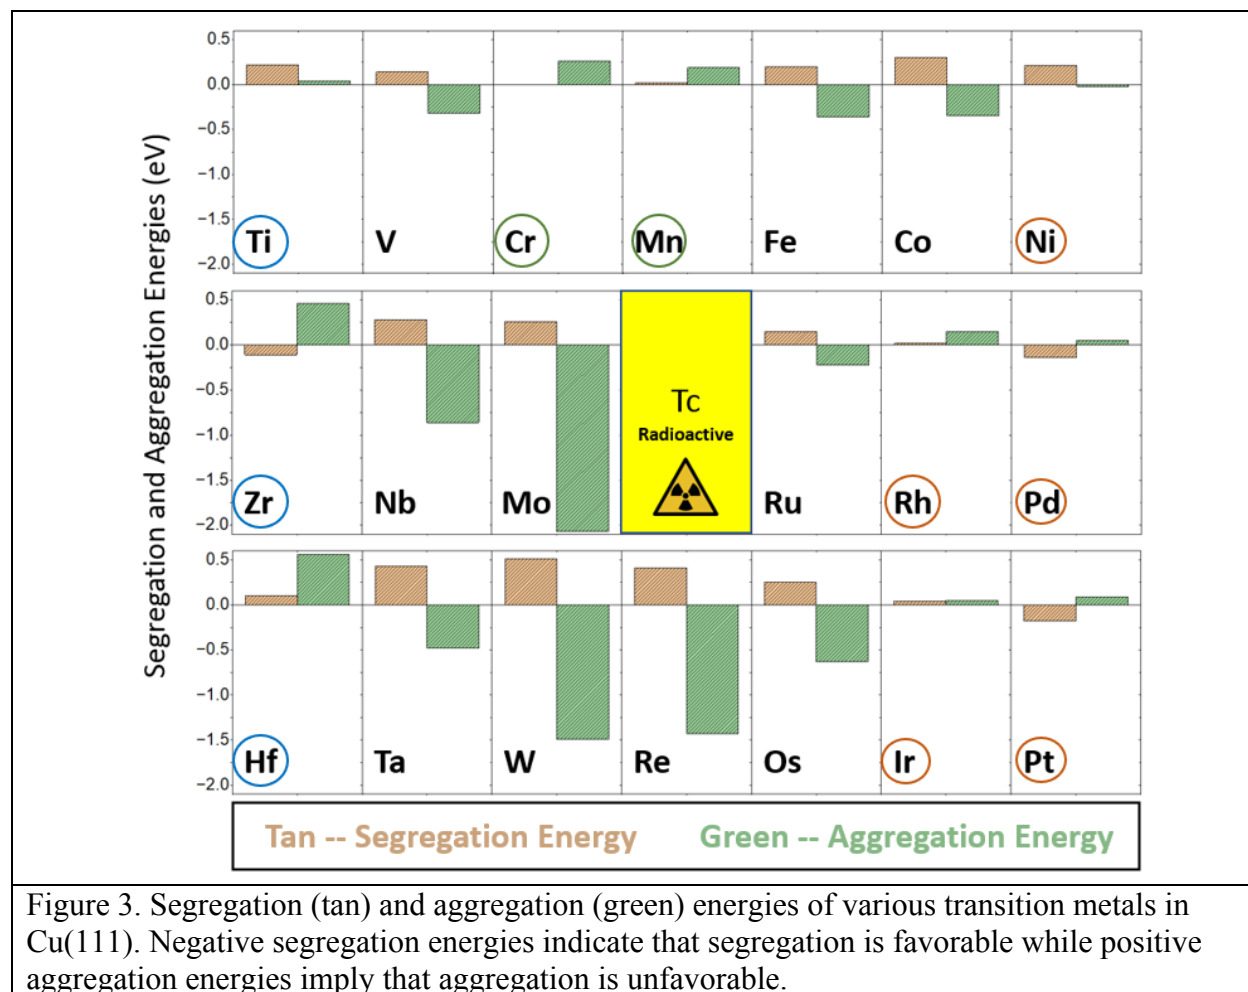 Segregation and Aggregation Energies (eV)
0.5
0.0
−0.5
−1.0
−1.5
−2.0
Ti V Cr Mn Fe Co Ni
0.5
0.0
−0.5
−1.0
−1.5
−2.0
Tc
Radioactive
Zr Nb Mo Ru Rh Pd
0.5
0.0
−0.5
−1.0
−1.5
−2.0
Hf Ta W Re Os Ir Pt
Tan -- Segregation Energy Green -- Aggregation Energy
Figure 3. Segregation (tan) and aggregation (green) energies of various transition metals in
Cu(111). Negative segregation energies indicate that segregation is favorable while positive
aggregation energies imply that aggregation is unfavorable.